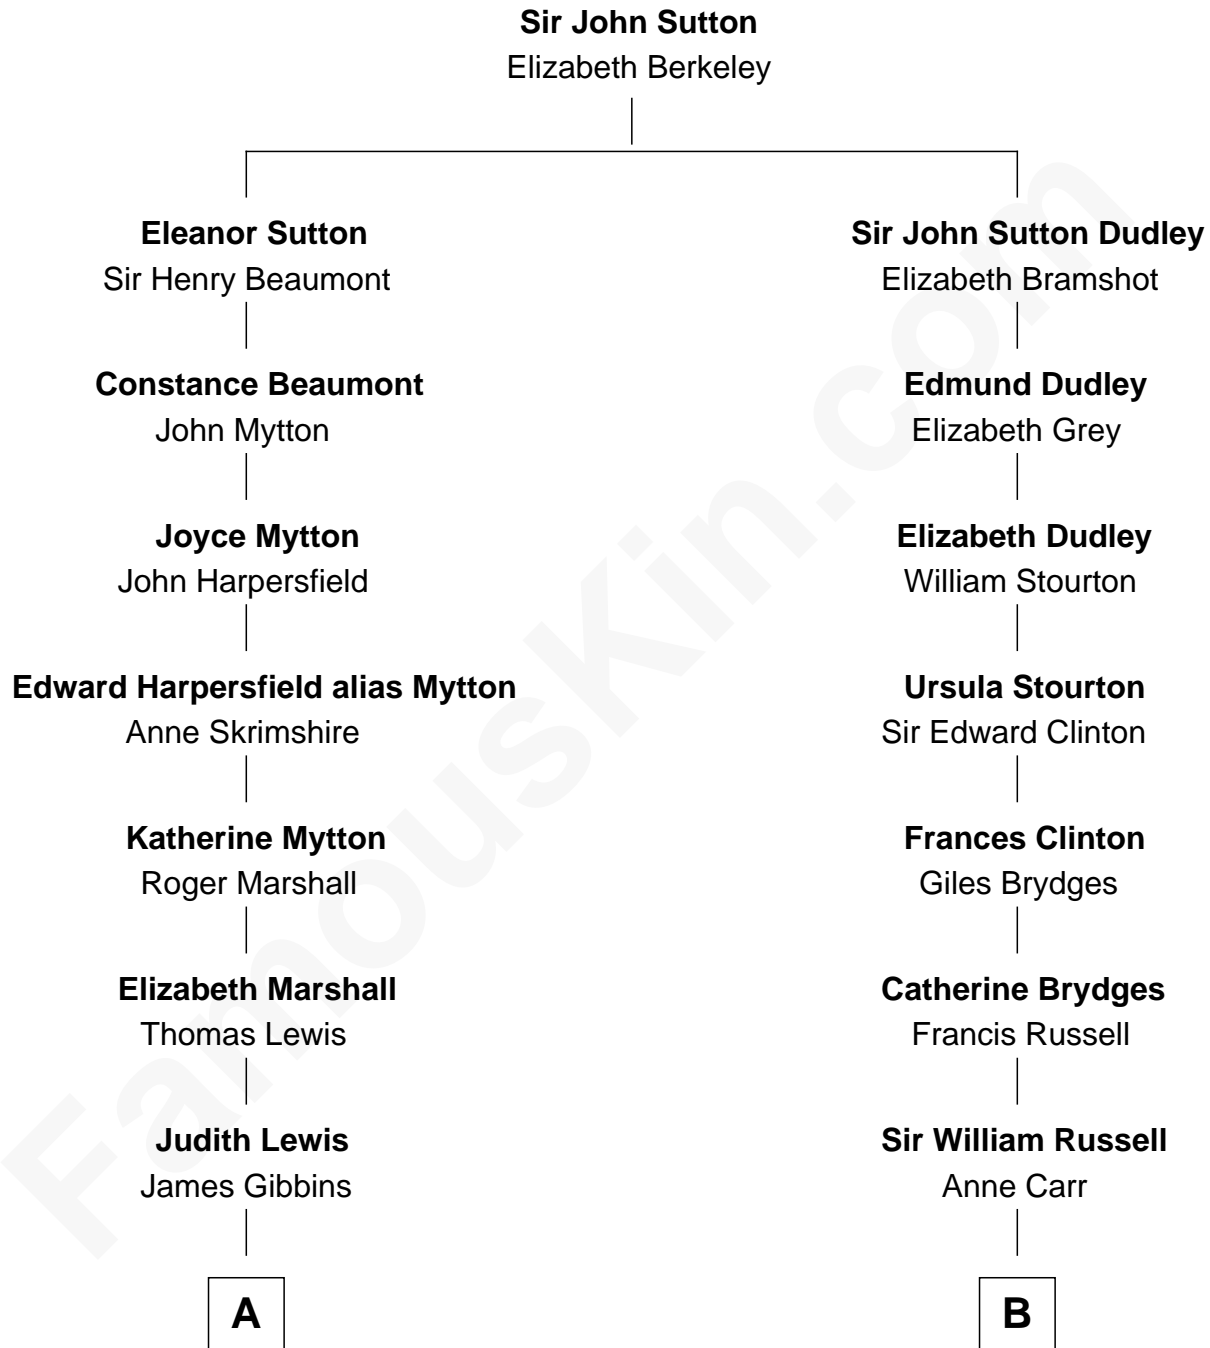 Sir John Sutton
Elizabeth Berkeley
Eleanor Sutton
Sir Henry Beaumont
Constance Beaumont
John Mytton
Joyce Mytton
John Harpersfield
Edward Harpersfield alias Mytton
Anne Skrimshire
Katherine Mytton
Roger Marshall
Elizabeth Marshall
Thomas Lewis
Judith Lewis
James Gibbins
A
Sir John Sutton Dudley
Elizabeth Bramshot
Edmund Dudley
Elizabeth Grey
Elizabeth Dudley
William Stourton
Ursula Stourton
Sir Edward Clinton
Frances Clinton
Giles Brydges
Catherine Brydges
Francis Russell
Sir William Russell
Anne Carr
B
FamousKin.com